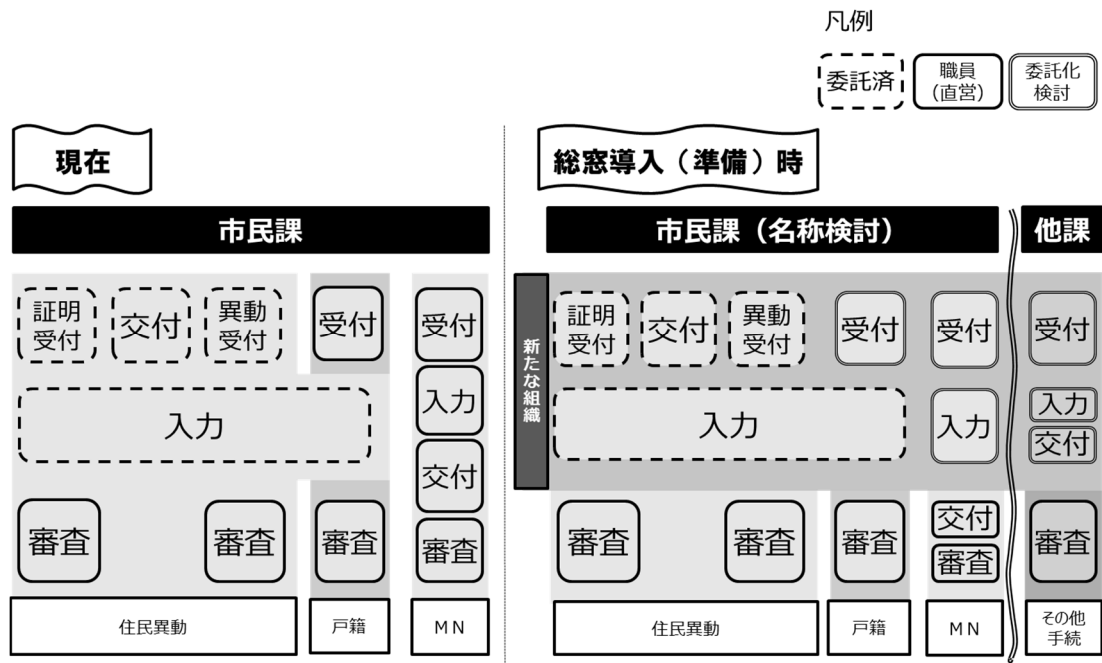 凡例
委託済
職員
(直営)
委託化
検討
現在
市民課
証明
受付
交付
異動
受付
受付
受付
入力
入力
交付
審査
審査
審査
審査
住民異動
戸籍
MN
総窓導入（準備）時
市民課（名称検討）
他課
新たな組織
証明
受付
交付
異動
受付
受付
受付
受付
入力
入力
入力
交付
審査
審査
審査
交付
審査
審査
住民異動
戸籍
MN
その他
手続